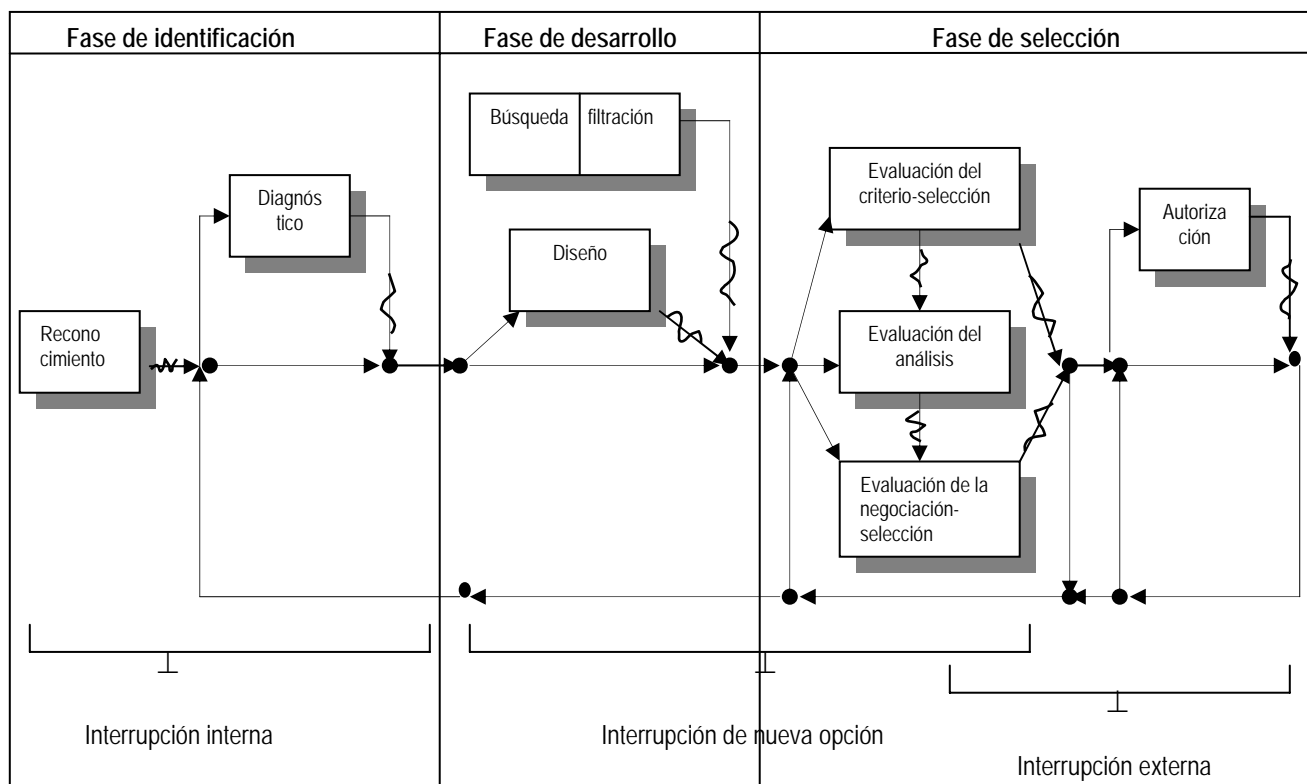 Fase de identificación
Fase de desarrollo
Fase de selección
Búsqueda
filtración
Evaluación del
criterio-selección
Diagnós
tico
Autoriza
ción
Diseño
Recono
cimiento
Evaluación del
análisis
Evaluación de la
negociación-
selección
Interrupción interna
Interrupción de nueva opción
Interrupción externa